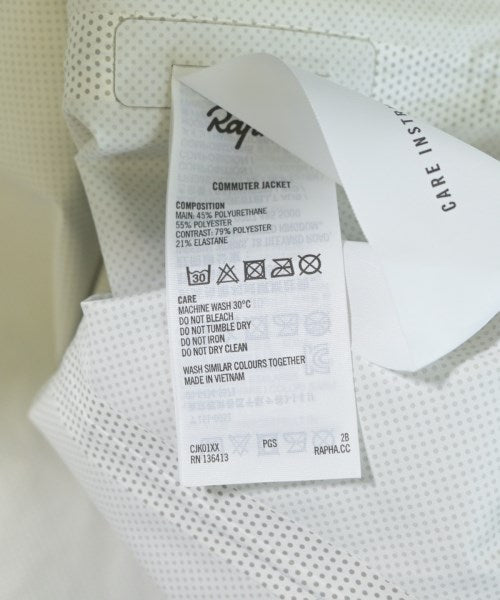 CARE INSTR
COMMUTER JACKET
COMPOSITION
MAIN: 45% POLYURETHANE
55% POLYESTER
CONTRAST: 79% POLYESTER
21% ELASTANE
30
CARE
MACHINE WASH 30°C
DO NOT BLEACH
DO NOT TUMBLE DRY
DO NOT IRON
DO NOT DRY CLEAN
WASH SIMILAR COLOURS TOGETHER
MADE IN VIETNAM
CJK01XX PGS 2B
RN 136413 RAPHA.CC